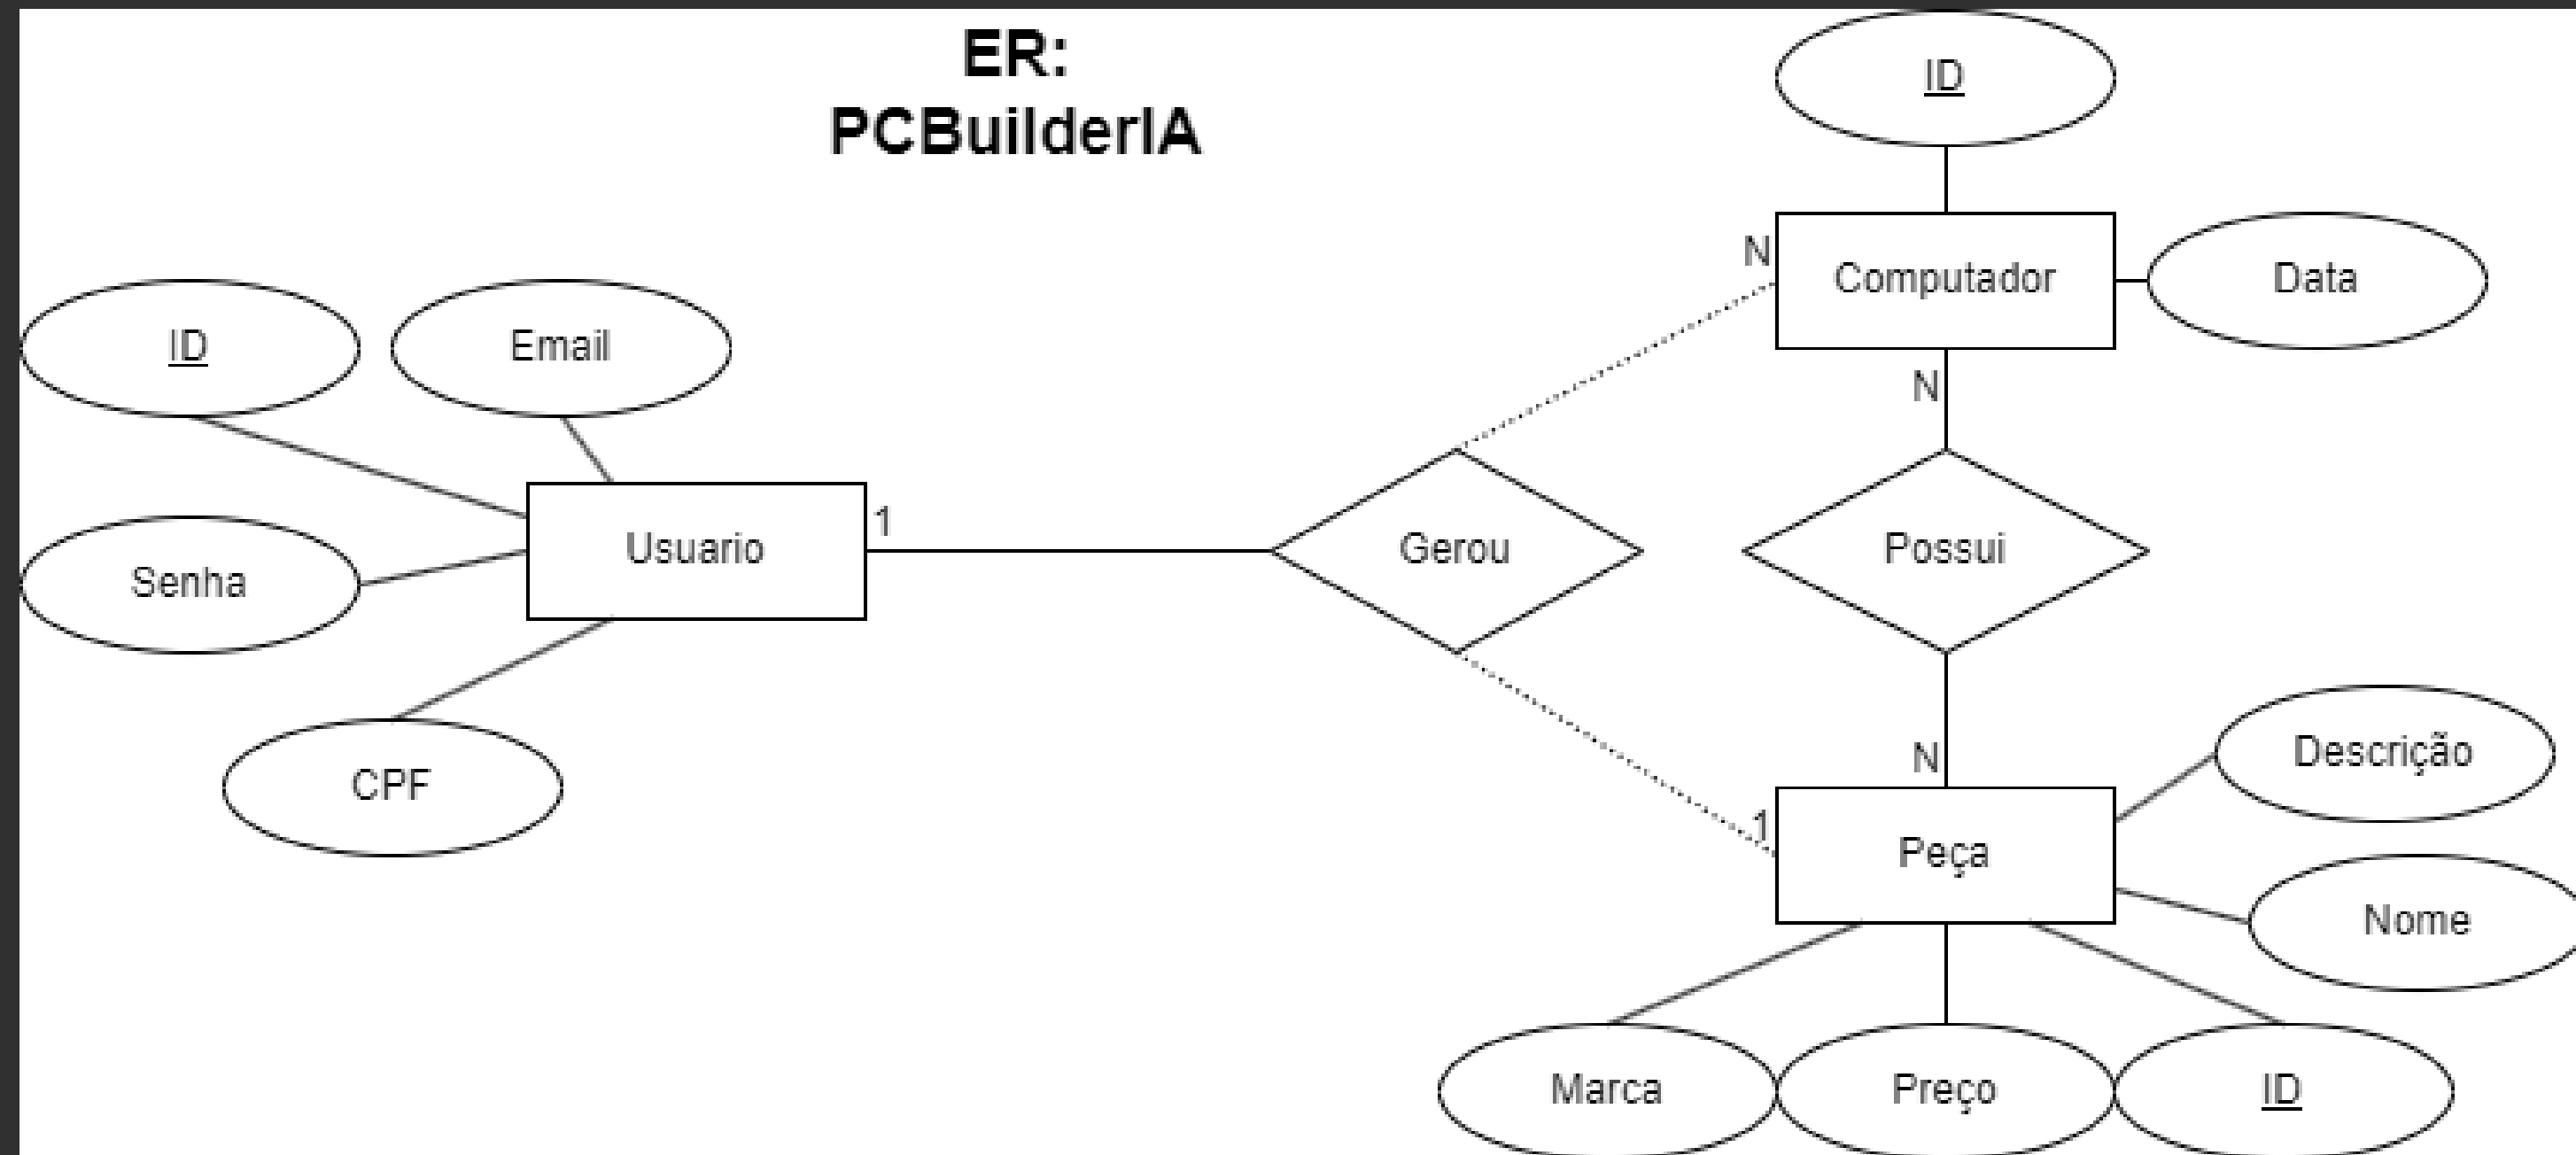 ER:
PCBuilderIA
ID
N
Computador
Data
ID
Email
N
1
Usuario
Gerou
Possui
Senha
CPF
N
Descrição
1
Peça
Nome
Marca
Preço
ID